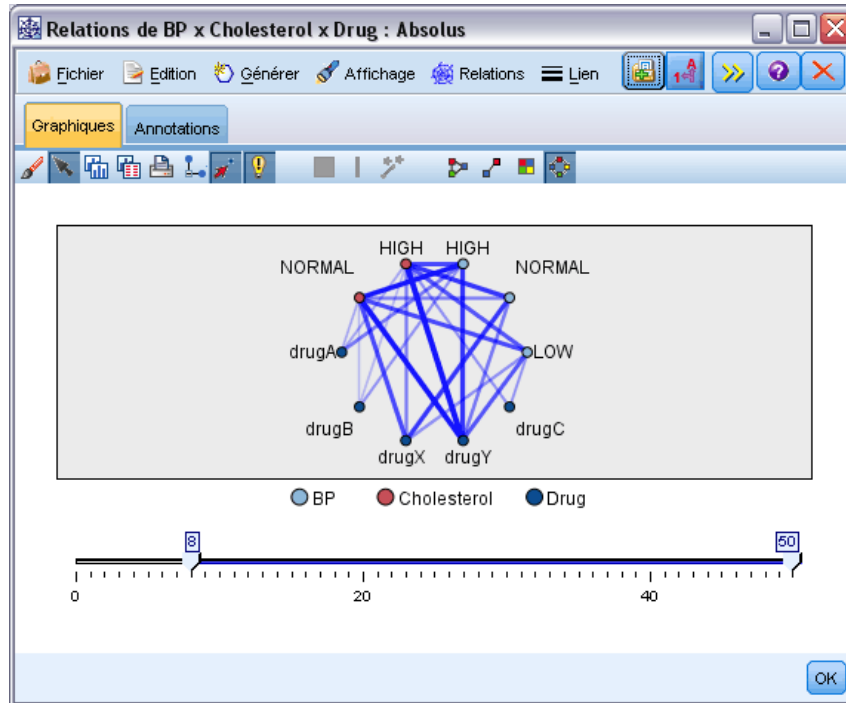 Relations de BP x Cholesterol x Drug : Absolus
Fichier Edition Générer Affichage Relations Lien
Graphiques Annotations
HIGH HIGH
NORMAL NORMAL
drugA LOW
drugB drugC
drugX drugY
BP Cholesterol Drug
8 50
0 20 40
OK